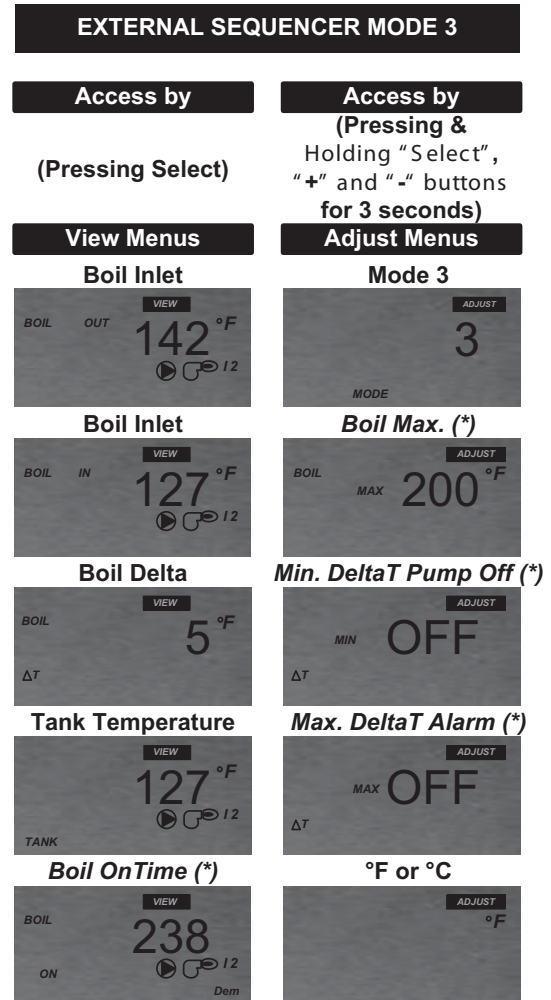 EXTERNAL SEQUENCER MODE 3
Access by
(Pressing Select)
View Menus
Boil Inlet
VIEW
BOIL OUT 142 °F
1 2
Boil Inlet
VIEW
BOIL IN 127 °F
1 2
Boil Delta
VIEW
BOIL 5 °F
ΔT
Tank Temperature
VIEW
127 °F
1 2
TANK
Boil OnTime (*)
VIEW
BOIL 238
1 2
ON
Dem
Access by
(Pressing &
Holding "Select",
"+" and "-" buttons
for 3 seconds)
Adjust Menus
Mode 3
ADJUST
3
MODE
Boil Max. (*)
ADJUST
BOIL MAX 200 °F
Min. DeltaT Pump Off (*)
ADJUST
MIN OFF
ΔT
Max. DeltaT Alarm (*)
ADJUST
MAX OFF
ΔT
°F or °C
ADJUST
°F